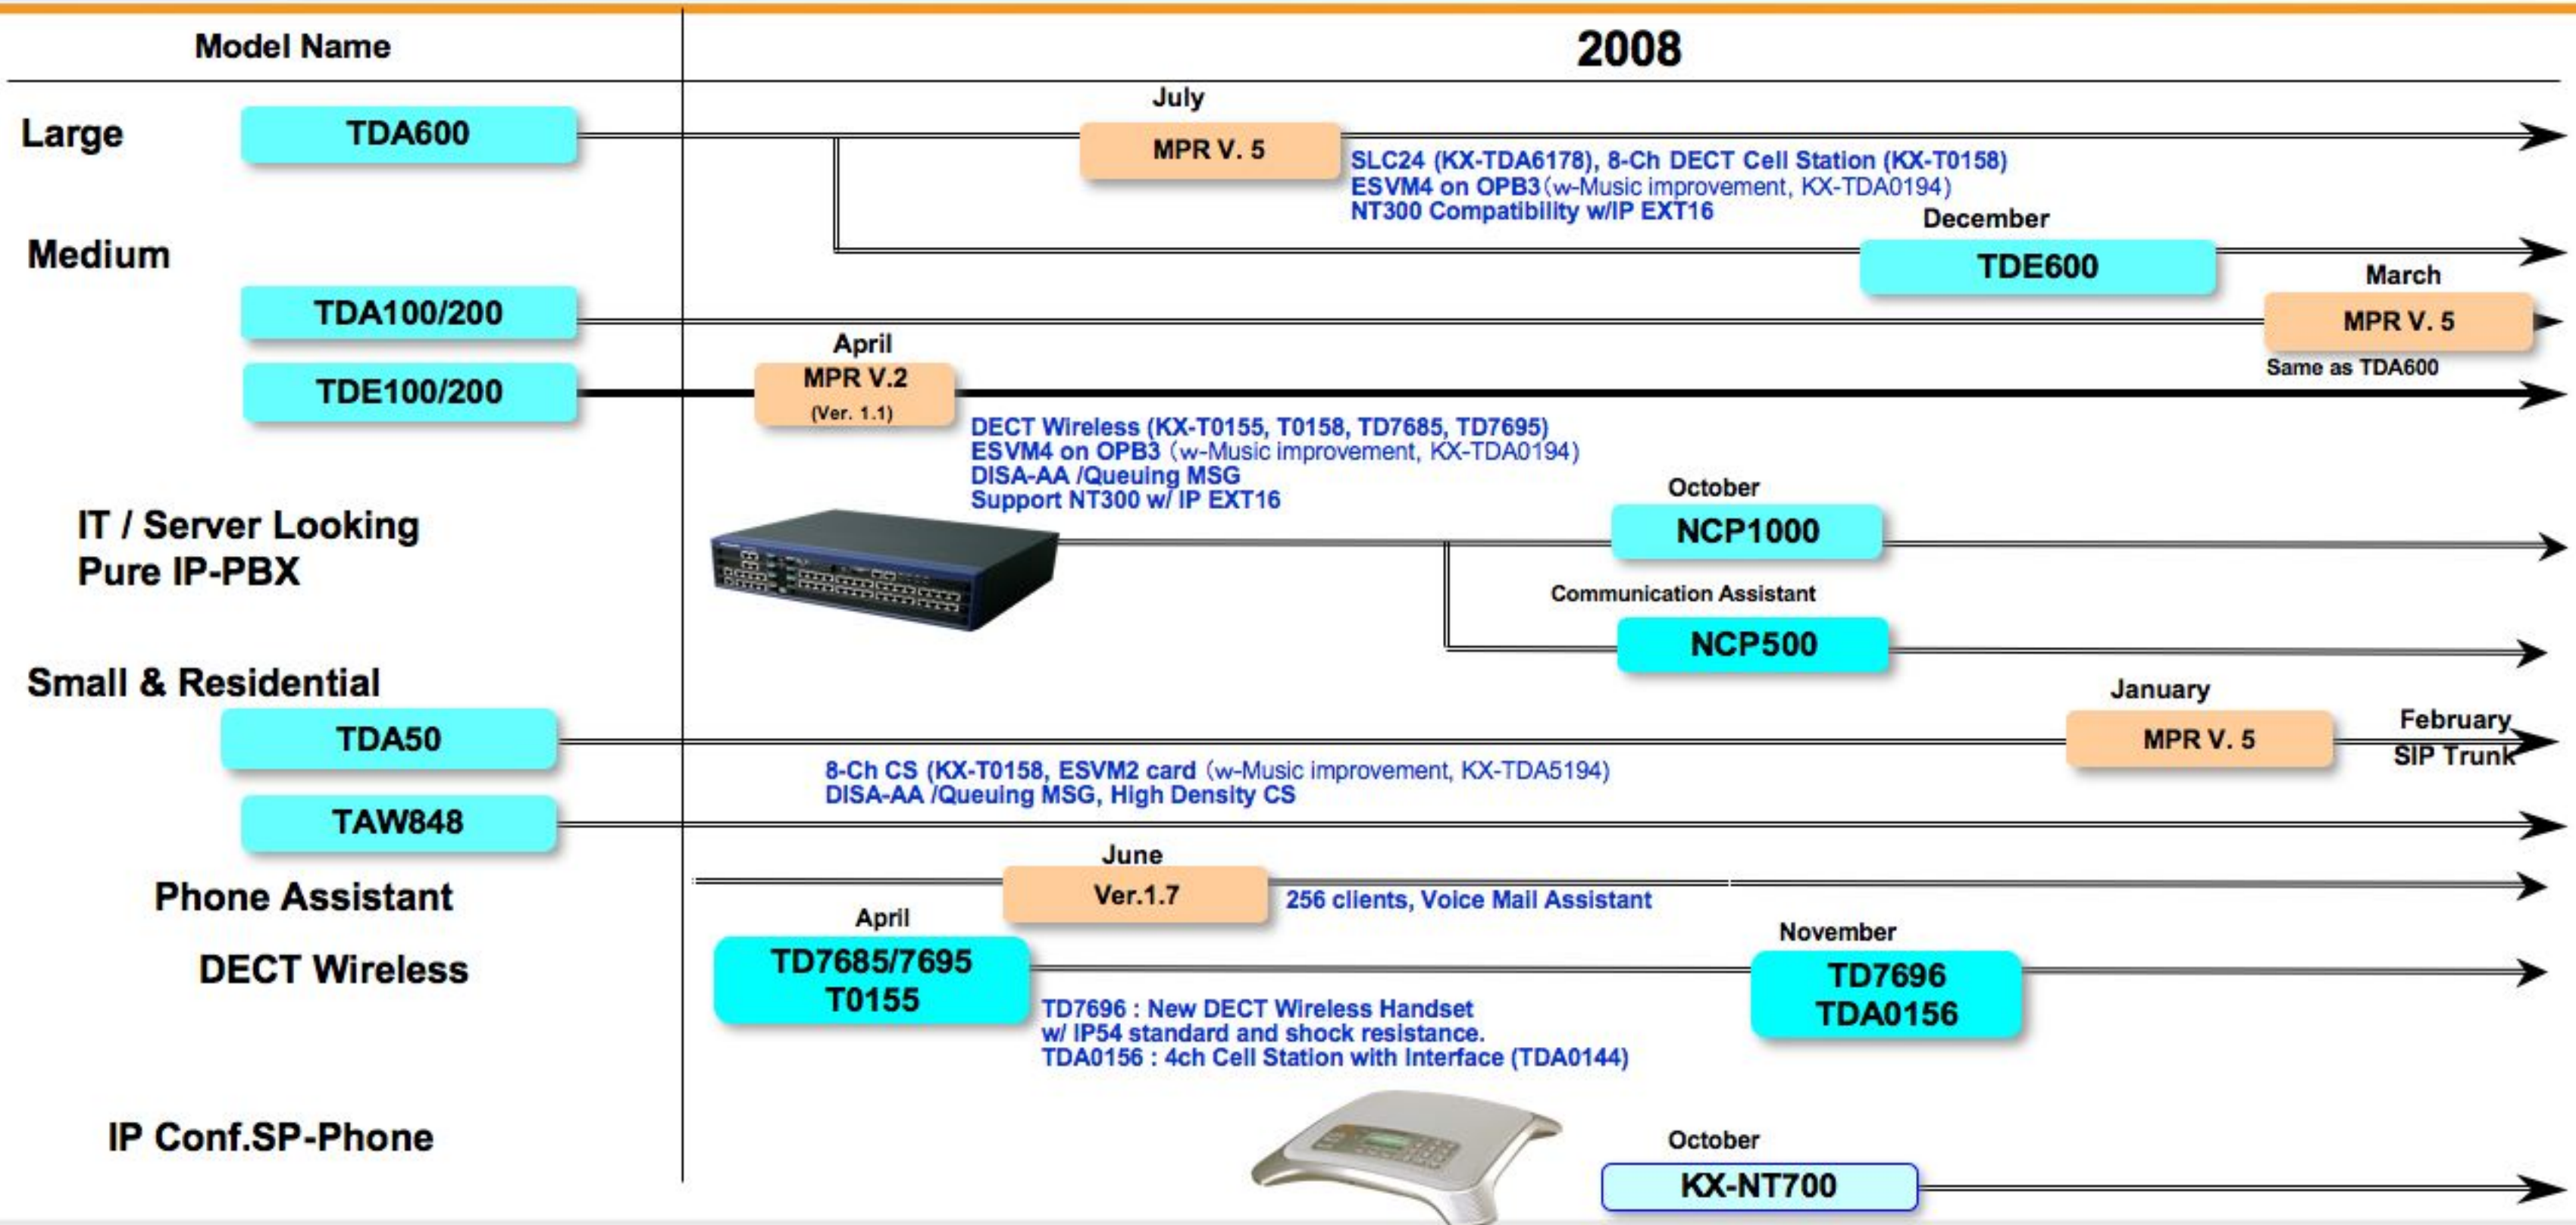 Model Name
2008
July
Large
TDA600
MPR V. 5
SLC24 (KX-TDA6178), 8-Ch DECT Cell Station (KX-T0158)
ESVM4 on OPB3(w-Music improvement, KX-TDA0194)
NT300 Compatibility w/IP EXT16
December
Medium
TDE600
March
TDA100/200
MPR V. 5
Same as TDA600
April
TDE100/200
MPR V.2
(Ver. 1.1)
DECT Wireless (KX-T0155, T0158, TD7685, TD7695)
ESVM4 on OPB3 (w-Music improvement, KX-TDA0194)
DISA-AA /Queuing MSG
Support NT300 w/ IP EXT16
October
IT / Server Looking
Pure IP-PBX
NCP1000
Communication Assistant
NCP500
Small & Residential
January
TDA50
MPR V. 5
February
SIP Trunk
8-Ch CS (KX-T0158, ESVM2 card (w-Music improvement, KX-TDA5194)
DISA-AA /Queuing MSG, High Density CS
TAW848
June
Phone Assistant
Ver.1.7
256 clients, Voice Mail Assistant
April
November
DECT Wireless
TD7685/7695
T0155
TD7696
TDA0156
TD7696 : New DECT Wireless Handset
w/ IP54 standard and shock resistance.
TDA0156 : 4ch Cell Station with Interface (TDA0144)
IP Conf.SP-Phone
October
KX-NT700